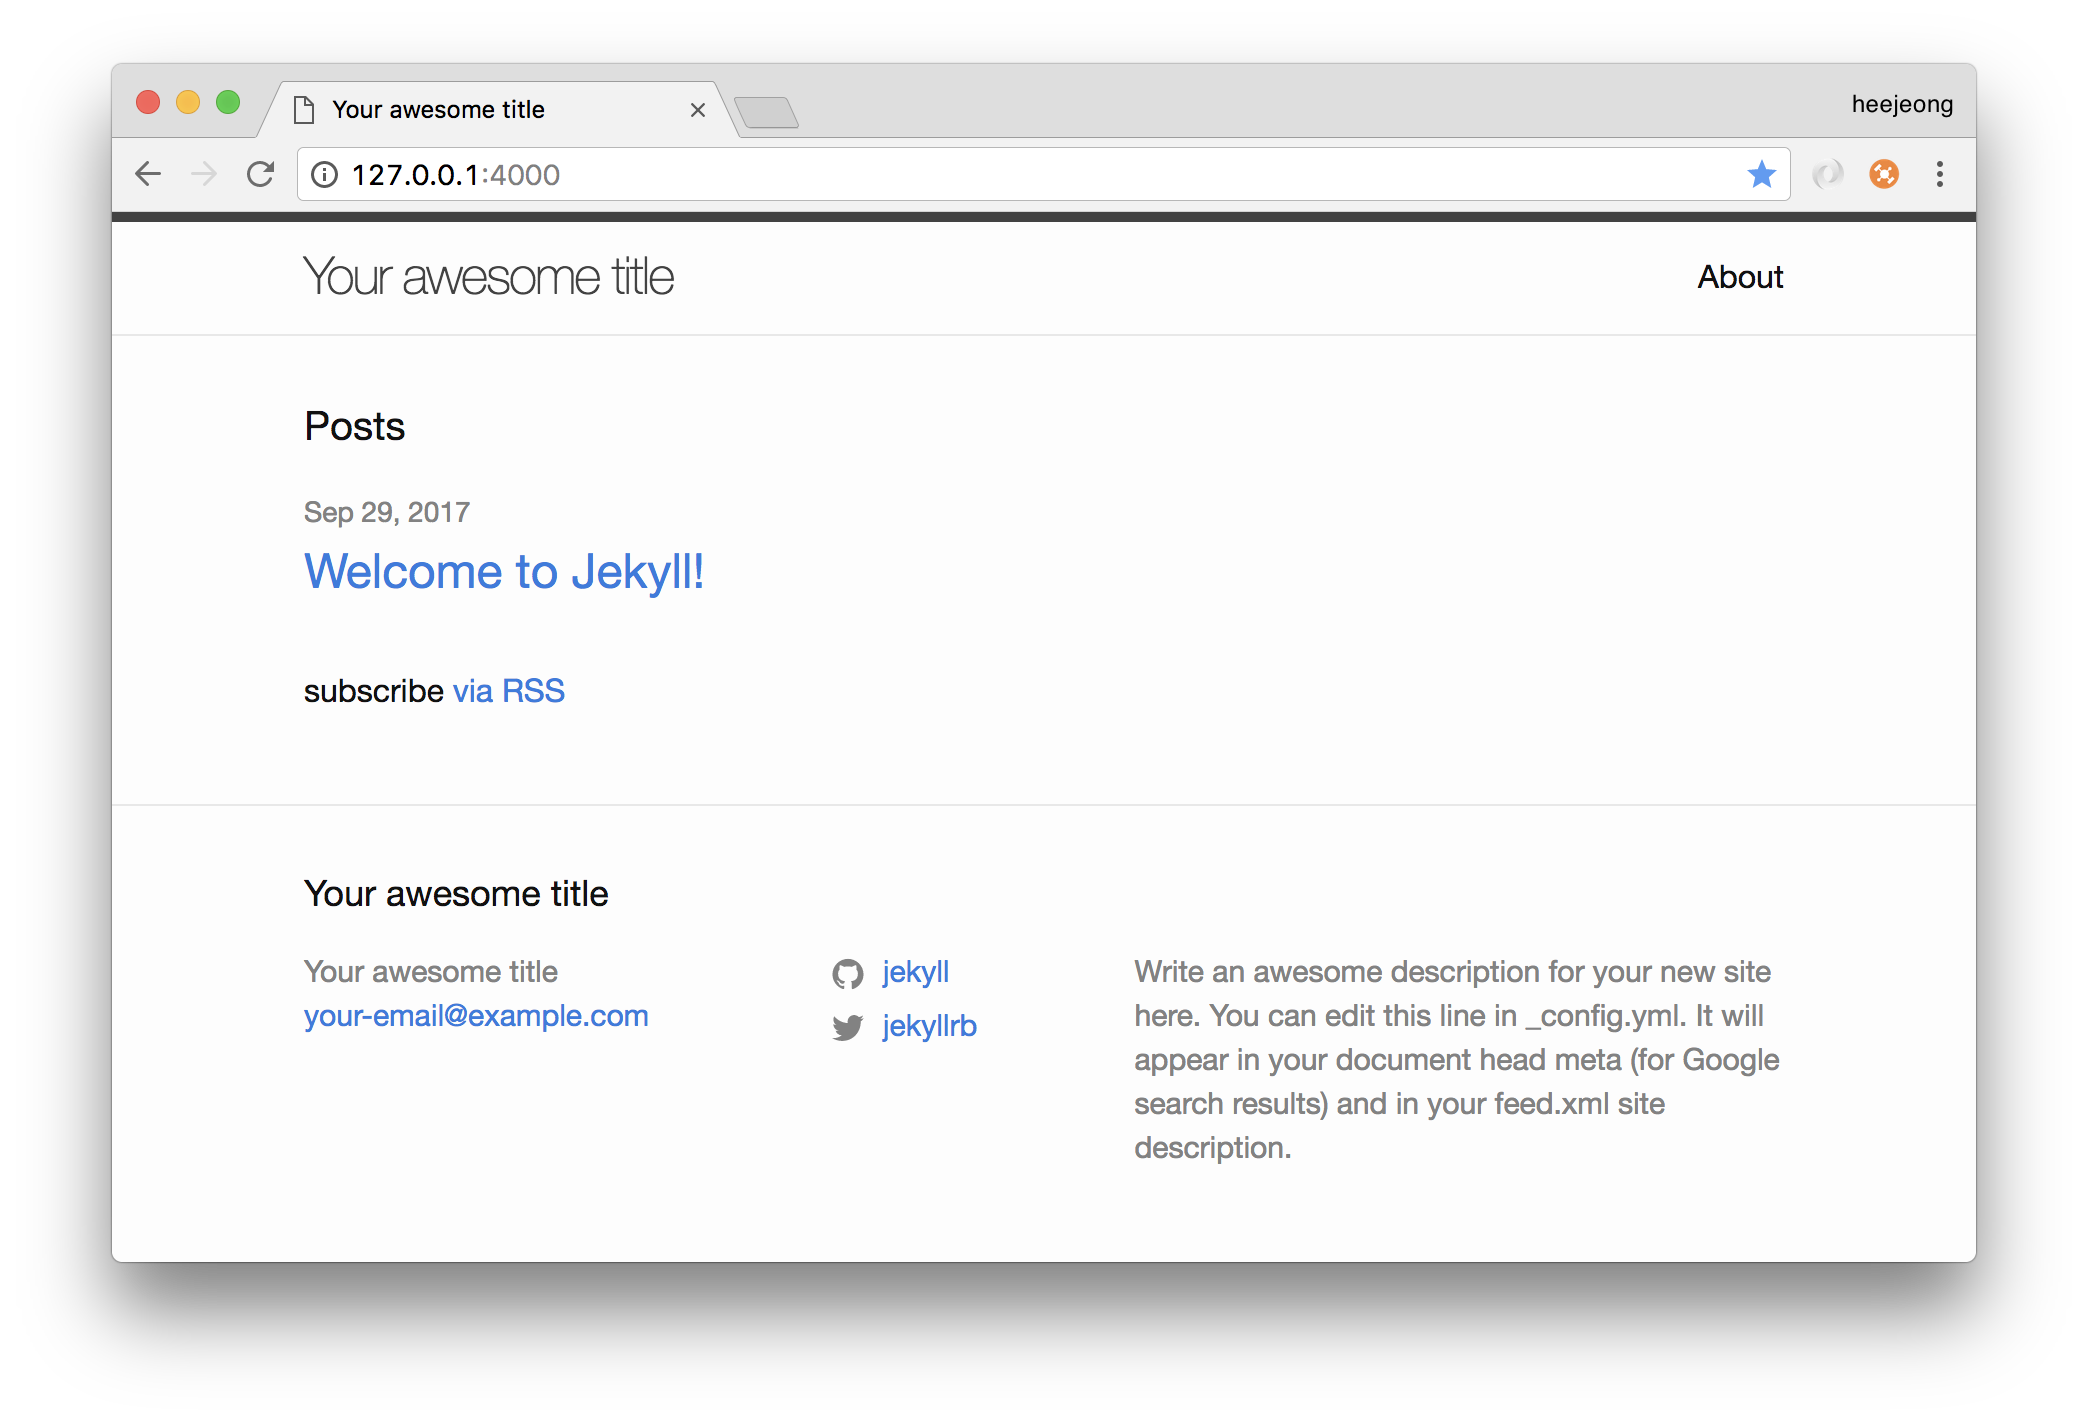 Your awesome title
heejeong
127.0.0.1:4000
Your awesome title
About
Posts
Sep 29, 2017
Welcome to Jekyll!
subscribe via RSS
Your awesome title
Your awesome title
your-email@example.com
jekyll
jekyllrb
Write an awesome description for your new site
here. You can edit this line in _config.yml. It will
appear in your document head meta (for Google
search results) and in your feed.xml site
description.